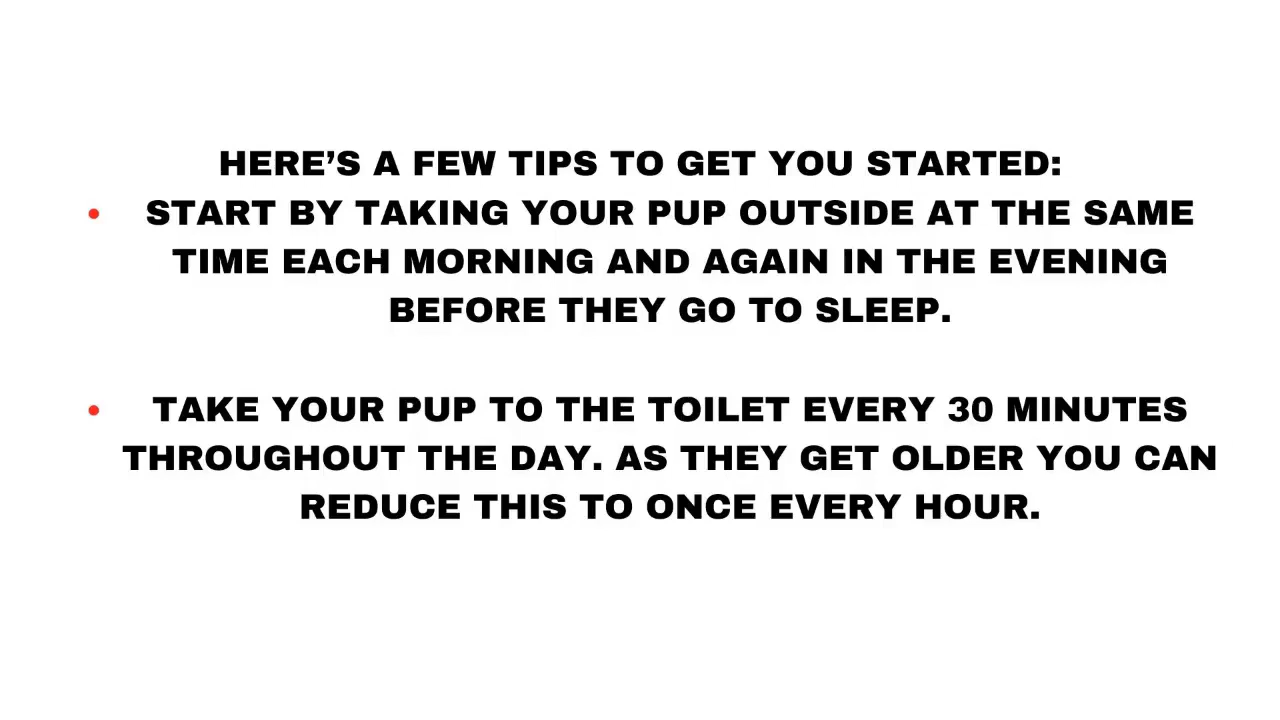 HERE’S A FEW TIPS TO GET YOU STARTED:
• START BY TAKING YOUR PUP OUTSIDE AT THE SAME
TIME EACH MORNING AND AGAIN IN THE EVENING
BEFORE THEY GO TO SLEEP.
• TAKE YOUR PUP TO THE TOILET EVERY 30 MINUTES
THROUGHOUT THE DAY. AS THEY GET OLDER YOU CAN
REDUCE THIS TO ONCE EVERY HOUR.